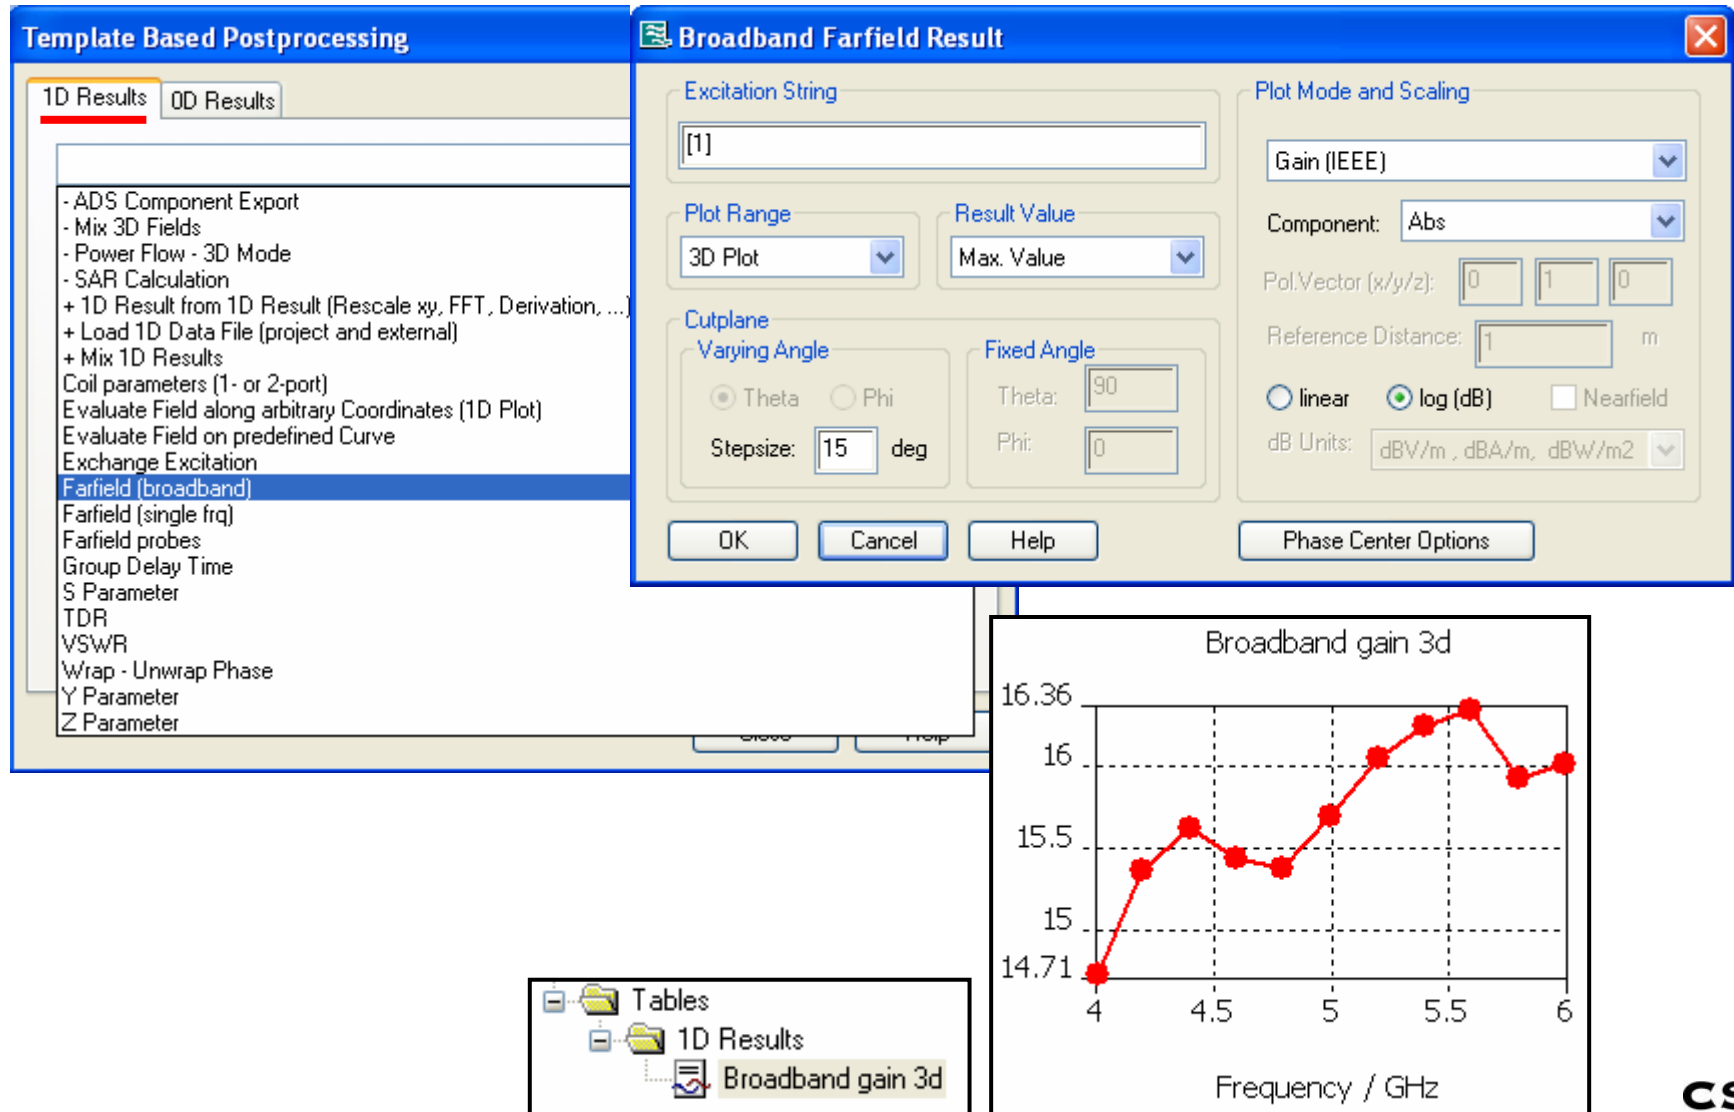 Template Based Postprocessing
1D Results
0D Results
- ADS Component Export
- Mix 3D Fields
- Power Flow - 3D Mode
- SAR Calculation
+ 1D Result from 1D Result (Rescale xy, FFT, Derivation, ...)
+ Load 1D Data File (project and external)
+ Mix 1D Results
Coil parameters (1- or 2-port)
Evaluate Field along arbitrary Coordinates (1D Plot)
Evaluate Field on predefined Curve
Exchange Excitation
Farfield (broadband)
Farfield (single frq)
Farfield probes
Group Delay Time
S Parameter
TDR
VSWR
Wrap - Unwrap Phase
Y Parameter
Z Parameter
Close
Help
Broadband Farfield Result
Excitation String
[1]
Plot Range
3D Plot
Result Value
Max. Value
Cutplane
Varying Angle
Theta
Phi
Stepsize: 15 deg
Fixed Angle
Theta: 90
Phi: 0
Plot Mode and Scaling
Gain (IEEE)
Component: Abs
Pol.Vector (x/y/z): 0 1 0
Reference Distance: 1 m
linear
log (dB)
Nearfield
dB Units: dBV/m , dBA/m, dBW/m2
OK
Cancel
Help
Phase Center Options
Broadband gain 3d
16.36
16
15.5
15
14.71
4 4.5 5 5.5 6
Frequency / GHz
Tables
1D Results
Broadband gain 3d